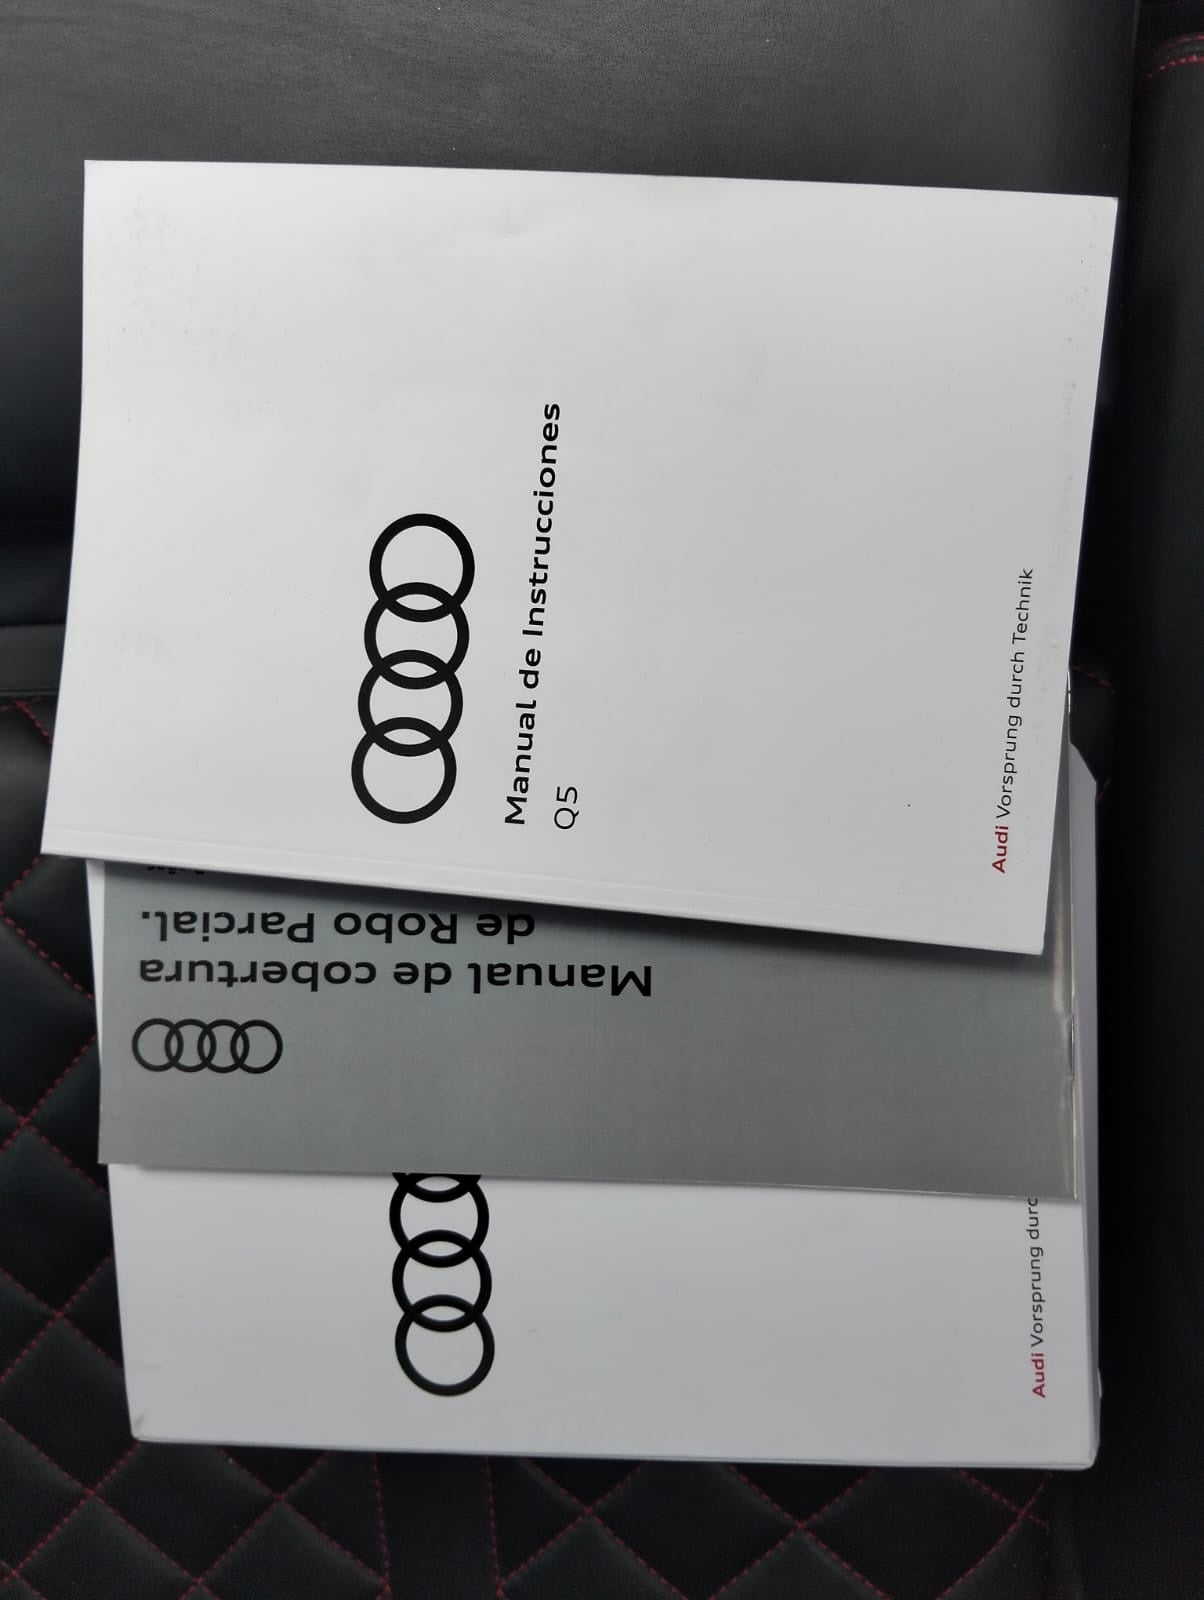 Manual de Instrucciones
Q5
Audi Vorsprung durch Technik
Manual de cobertura
de Robo Parcial.
Audi Vorsprung durc